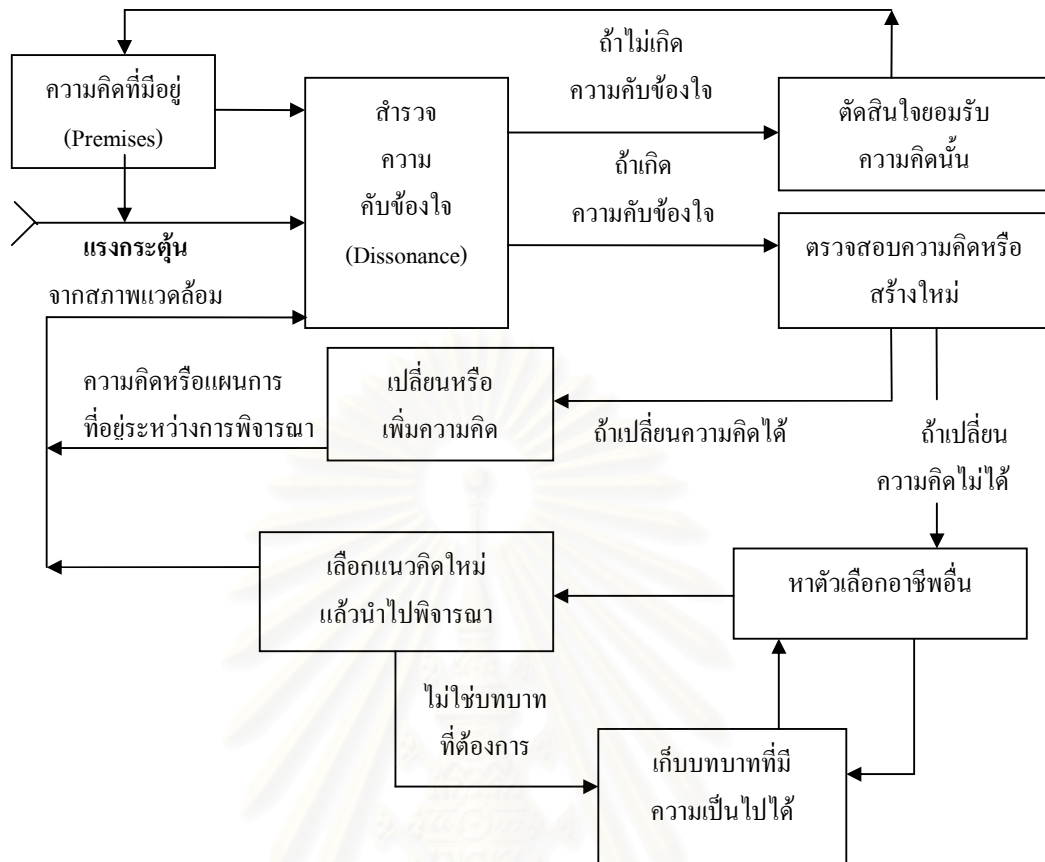 ความคิดที่มีอยู่
(Premises)
สำรวจ
ความ
คับข้องใจ
(Dissonance)
ถ้าไม่เกิด
ความคับข้องใจ
ตัดสินใจยอมรับ
ความคิดนั้น
ถ้าเกิด
ความคับข้องใจ
แรงกระตุ้น
จากสภาพแวดล้อม
ตรวจสอบความคิดหรือ
สร้างใหม่
ความคิดหรือแผนการ
ที่อยู่ระหว่างการพิจารณา
เปลี่ยนหรือ
เพิ่มความคิด
ถ้าเปลี่ยนความคิดได้
ถ้าเปลี่ยน
ความคิดไม่ได้
เลือกแนวคิดใหม่
แล้วนำไปพิจารณา
หาตัวเลือกอาชีพอื่น
ไม่ใช่บทบาท
ที่ต้องการ
เก็บบทบาทที่มี
ความเป็นไปได้